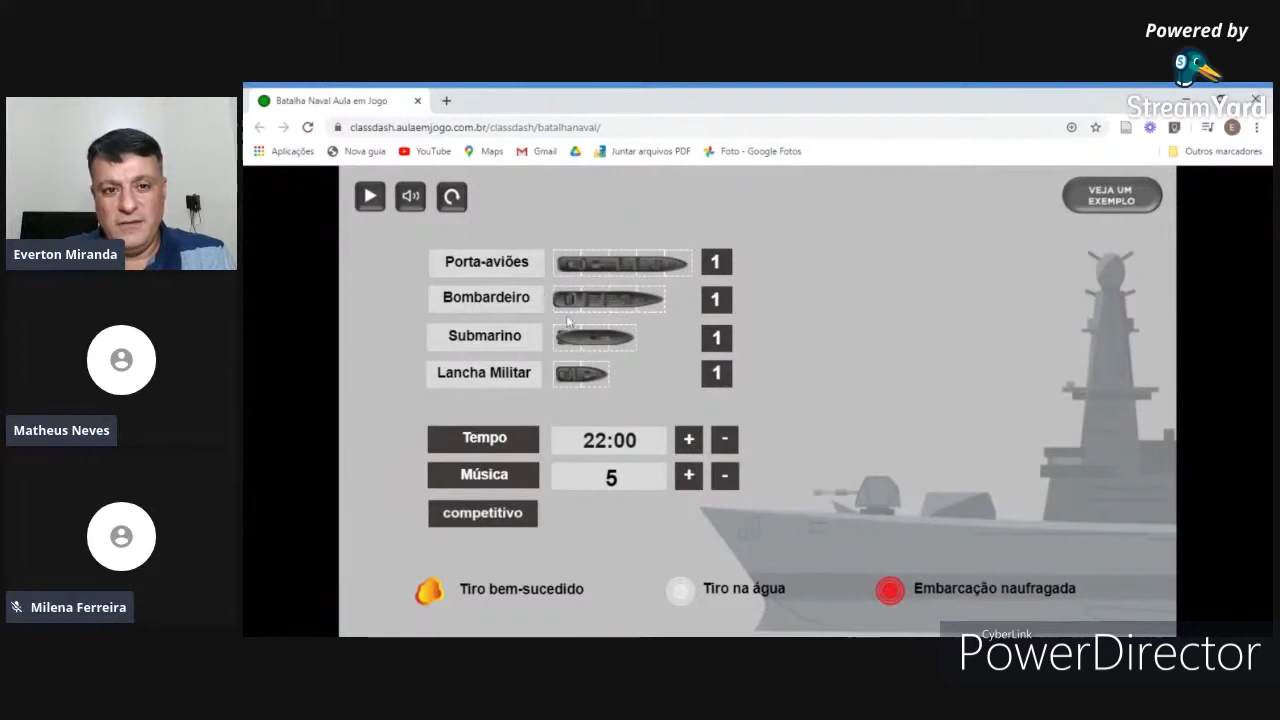 Powered by
StreamYard
Batalha Naval Aula em Jogo
classdash.aulaemjogo.com.br/classdash/batalhanaval/
Aplicações
Nova guia
YouTube
Maps
Gmail
Juntar arquivos PDF
Foto - Google Fotos
Outros marcadores
E
VEJA UM
EXEMPLO
Everton Miranda
Porta-aviões 1
Bombardeiro 1
Submarino 1
Lancha Militar 1
Matheus Neves
Tempo 22:00 + -
Música 5 + -
competitivo
Tiro bem-sucedido
Tiro na água
Embarcação naufragada
Milena Ferreira
CyberLink
PowerDirector